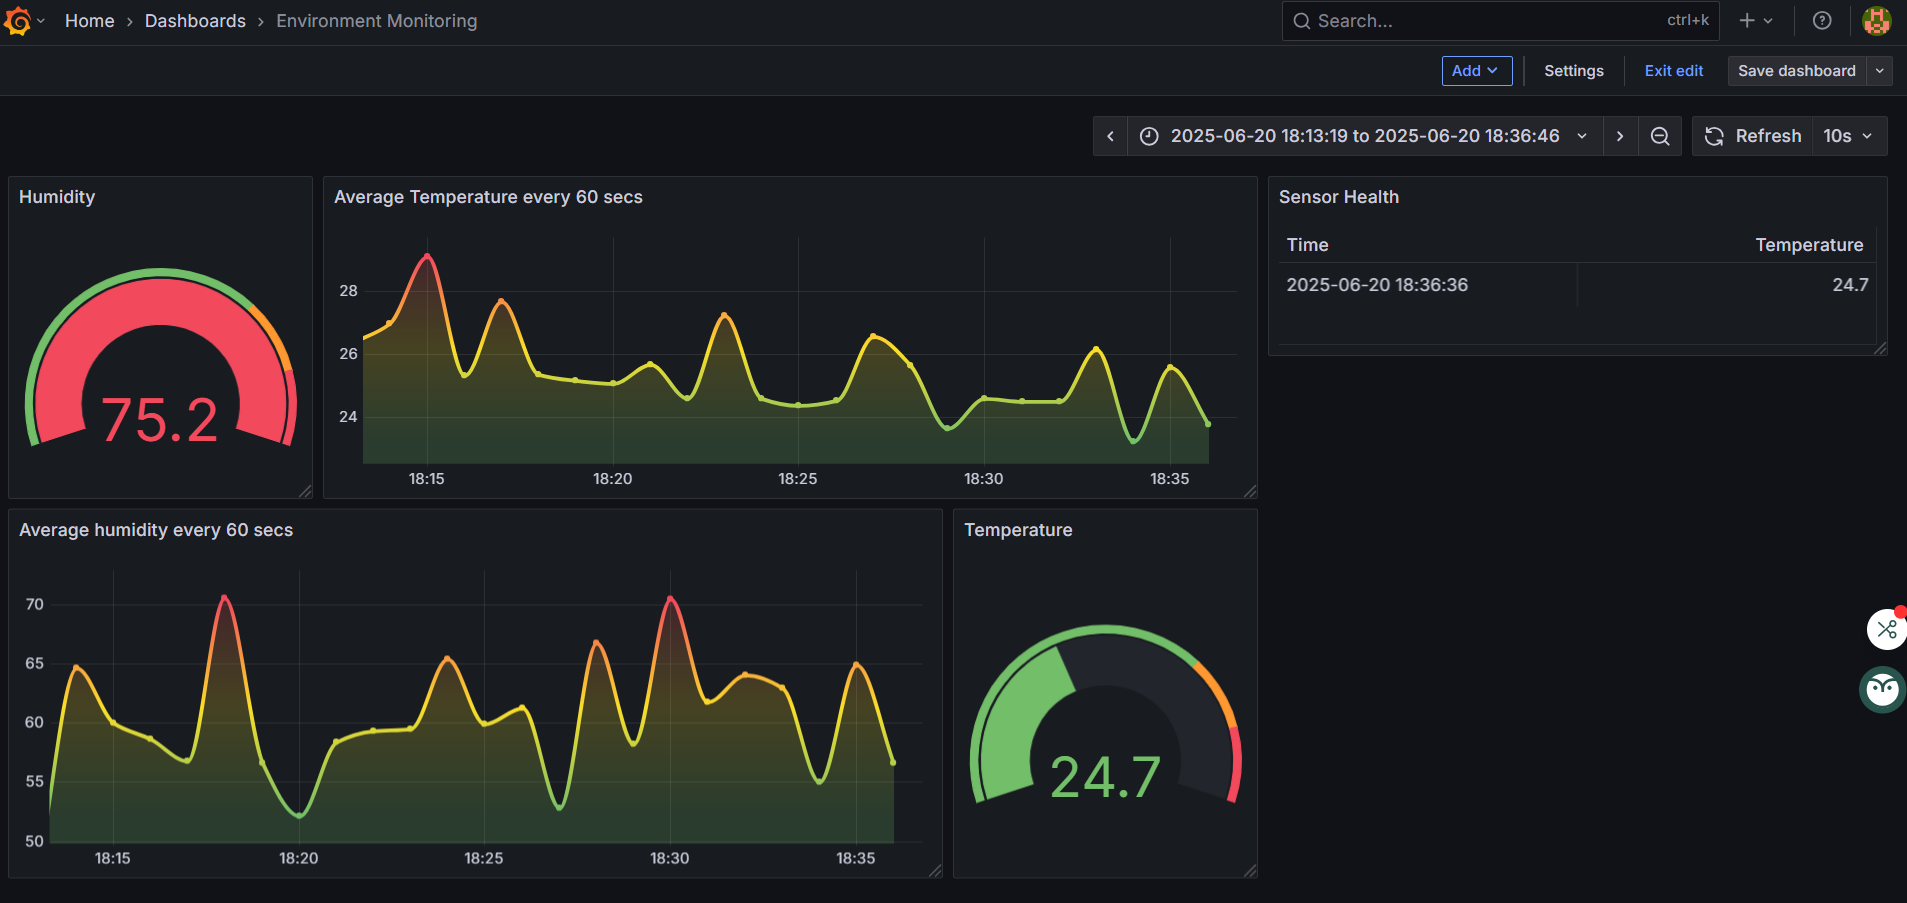 Home › Dashboards › Environment Monitoring
Search...
ctrl+k
Add
Settings
Exit edit
Save dashboard
2025-06-20 18:13:19 to 2025-06-20 18:36:46
Refresh
10s
Humidity
75.2
Average Temperature every 60 secs
28
26
24
18:15 18:20 18:25 18:30 18:35
Sensor Health
Time Temperature
2025-06-20 18:36:36 24.7
Average humidity every 60 secs
70
65
60
55
50
18:15 18:20 18:25 18:30 18:35
Temperature
24.7